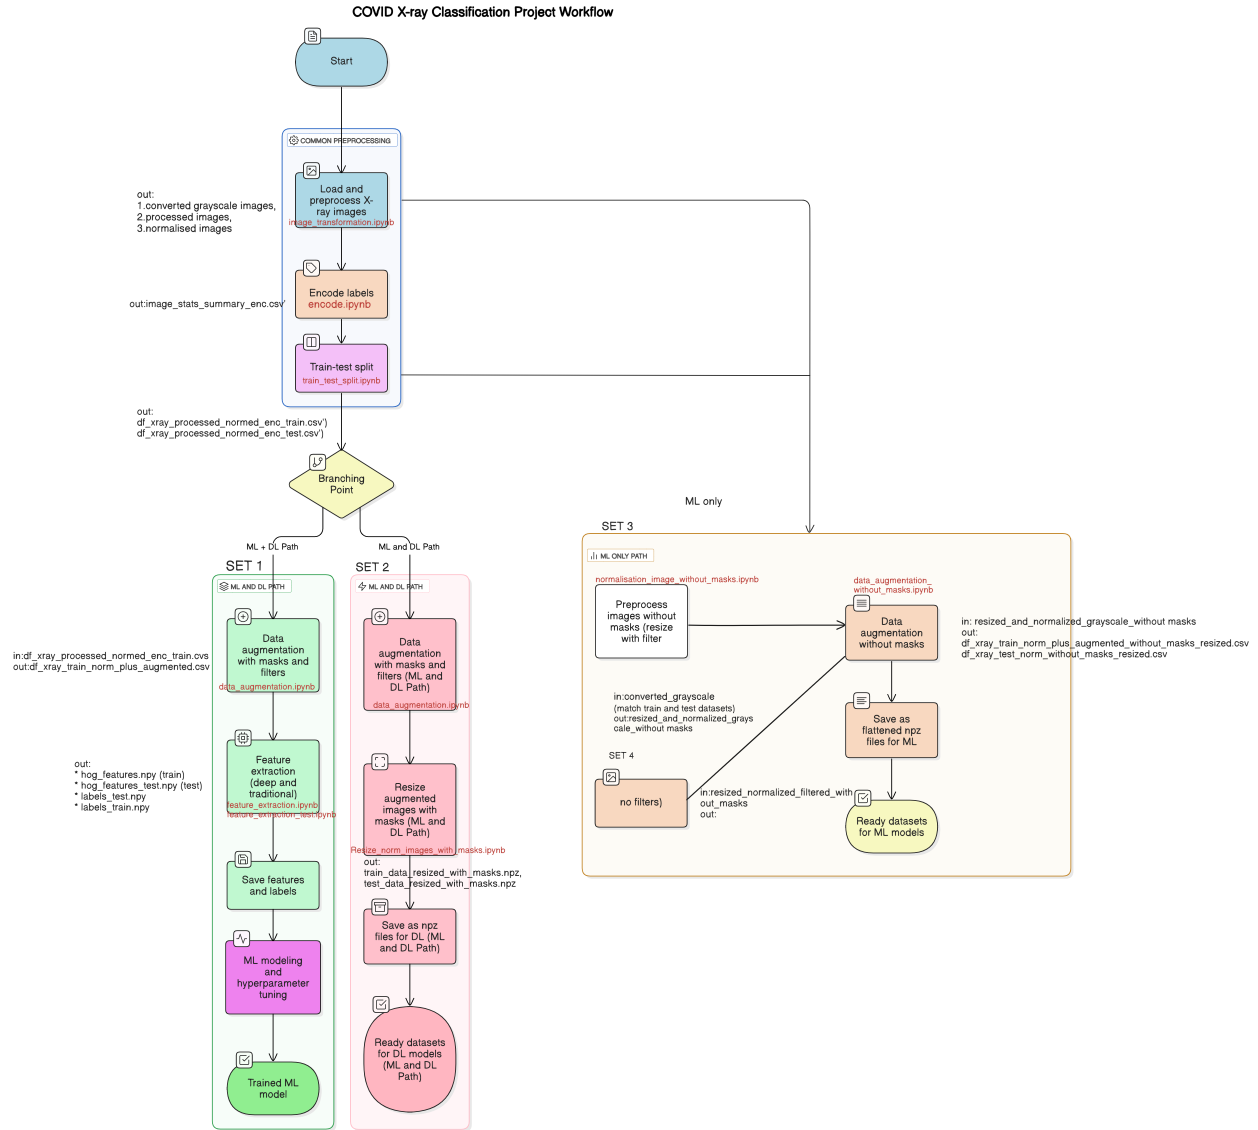 COVID X-ray Classification Project Workflow
Start
COMMON PREPROCESSING
Load and
preprocess X-
ray images
image_transformation.ipynb
out:
1.converted grayscale images,
2.processed images,
3.normalised images
Encode labels
encode.ipynb
out:image_stats_summary_enc.csv'
Train-test split
train_test_split.ipynb
out:
df_xray_processed_normed_enc_train.csv')
df_xray_processed_normed_enc_test.csv')
Branching
Point
ML + DL Path
ML and DL Path
ML only
SET 1
ML AND DL PATH
Data
augmentation
with masks and
filters
data_augmentation.ipynb
in:df_xray_processed_normed_enc_train.cvs
out:df_xray_train_norm_plus_augmented.csv
Feature
extraction
(deep and
traditional)
feature_extraction.ipynb
feature_extraction_test.ipynb
out:
* hog_features.npy (train)
* hog_features_test.npy (test)
* labels_test.npy
* labels_train.npy
Save features
and labels
ML modeling
and
hyperparameter
tuning
Trained ML
model
SET 2
ML AND DL PATH
Data
augmentation
with masks and
filters (ML and
DL Path)
data_augmentation.ipynb
Resize
augmented
images with
masks (ML and
DL Path)
Resize_norm_images_with_masks.ipynb
out:
train_data_resized_with_masks.npz,
test_data_resized_with_masks.npz
Save as npz
files for DL (ML
and DL Path)
Ready datasets
for DL models
(ML and DL
Path)
SET 3
ML ONLY PATH
normalisation_image_without_masks.ipynb
Preprocess
images without
masks (resize
with filter
data_augmentation_
without_masks.ipynb
Data
augmentation
without masks
in: resized_and_normalized_grayscale_without masks
out:
df_xray_train_norm_plus_augmented_without_masks_resized.csv
df_xray_test_norm_without_masks_resized.csv
in:converted_grayscale
(match train and test datasets)
out:resized_and_normalized_grays
cale_without masks
Save as
flattened npz
files for ML
SET 4
no filters)
in:resized_normalized_filtered_with
out_masks
out:
Ready datasets
for ML models